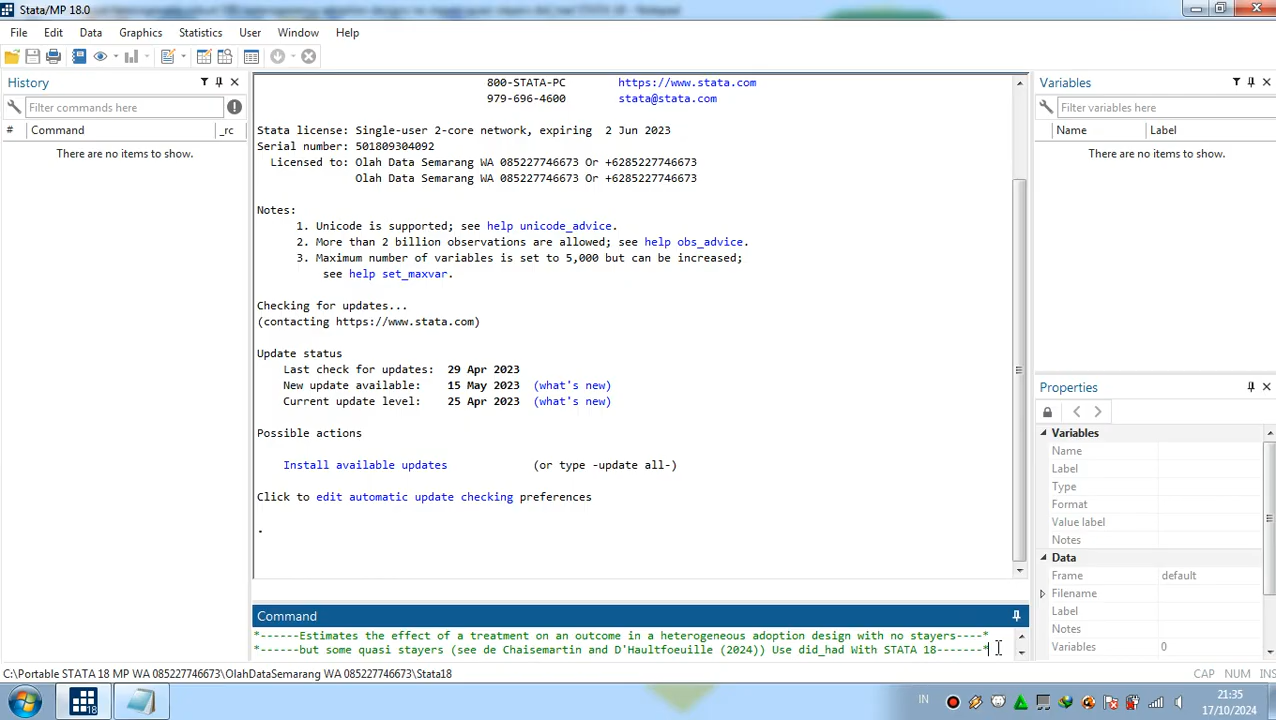 Stata/MP 18.0
File Edit Data Graphics Statistics User Window Help
History
Filter commands here
# Command _rc
There are no items to show.
800-STATA-PC https://www.stata.com
979-696-4600 stata@stata.com
Stata license: Single-user 2-core network, expiring 2 Jun 2023
Serial number: 501809304092
Licensed to: Olah Data Semarang WA 085227746673 Or +6285227746673
Olah Data Semarang WA 085227746673 Or +6285227746673
Notes:
1. Unicode is supported; see help unicode_advice.
2. More than 2 billion observations are allowed; see help obs_advice.
3. Maximum number of variables is set to 5,000 but can be increased;
see help set_maxvar.
Checking for updates...
(contacting https://www.stata.com)
Update status
Last check for updates: 29 Apr 2023
New update available: 15 May 2023 (what's new)
Current update level: 25 Apr 2023 (what's new)
Possible actions
Install available updates (or type -update all-)
Click to edit automatic update checking preferences
.
Command
*------Estimates the effect of a treatment on an outcome in a heterogeneous adoption design with no stayers----*
*------but some quasi stayers (see de Chaisemartin and D'Haultfoeuille (2024)) Use did_had With STATA 18-------*
Variables
Filter variables here
Name Label
There are no items to show.
Properties
Variables
Name
Label
Type
Format
Value label
Notes
Data
Frame default
Filename
Label
Notes
Variables 0
C:\Portable STATA 18 MP WA 085227746673\OlahDataSemarang WA 085227746673\Stata18
CAP NUM INS
18
IN
21:35
17/10/2024